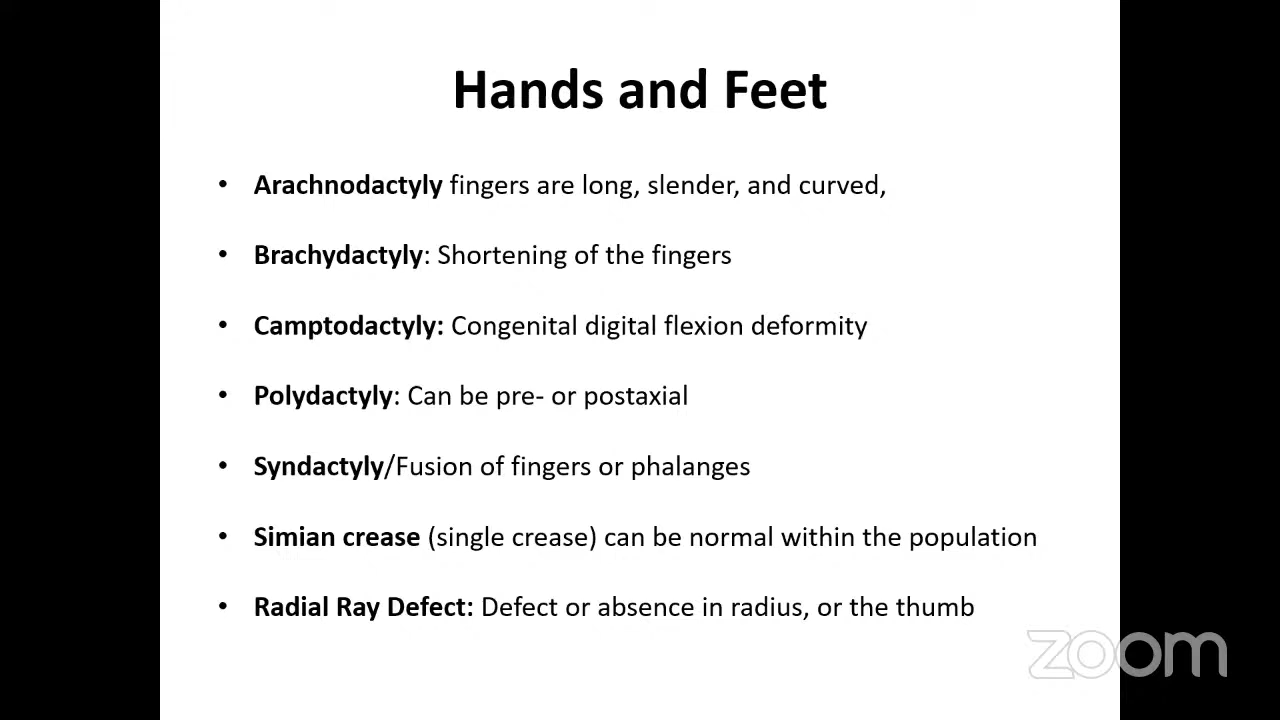 Hands and Feet
• Arachnodactyly fingers are long, slender, and curved,
• Brachydactyly: Shortening of the fingers
• Camptodactyly: Congenital digital flexion deformity
• Polydactyly: Can be pre- or postaxial
• Syndactyly/Fusion of fingers or phalanges
• Simian crease (single crease) can be normal within the population
• Radial Ray Defect: Defect or absence in radius, or the thumb
zoom